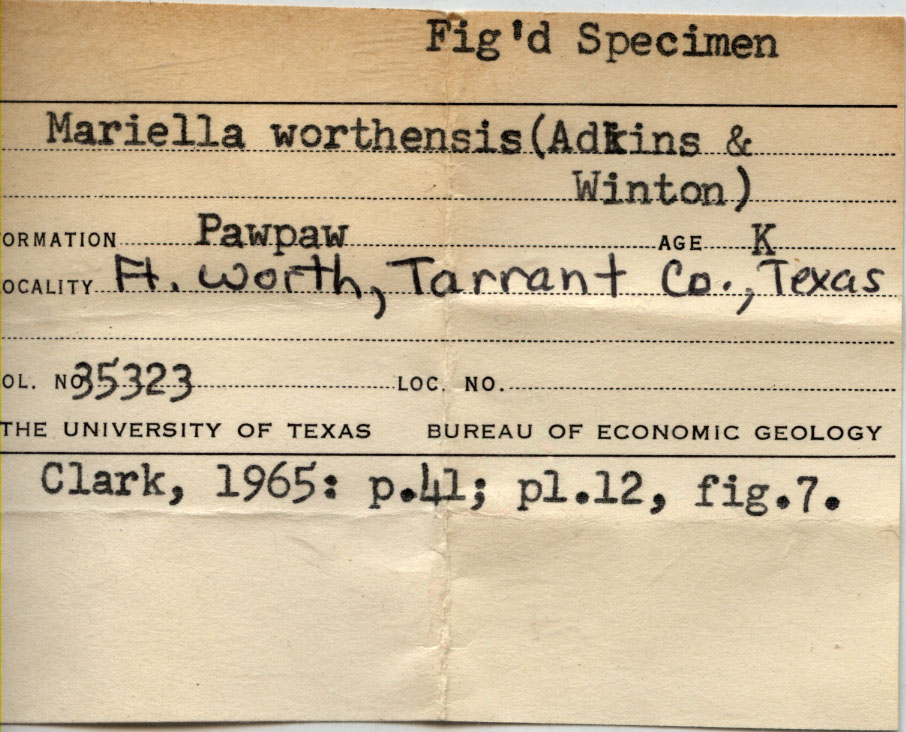 Fig'd Specimen
Mariella worthensis(Adkins &
Winton)
ORMATION Pawpaw AGE K
OCALITY Ft. Worth, Tarrant Co., Texas
OL. NO 35323 LOC. NO.
THE UNIVERSITY OF TEXAS BUREAU OF ECONOMIC GEOLOGY
Clark, 1965: p.41; pl.12, fig.7.